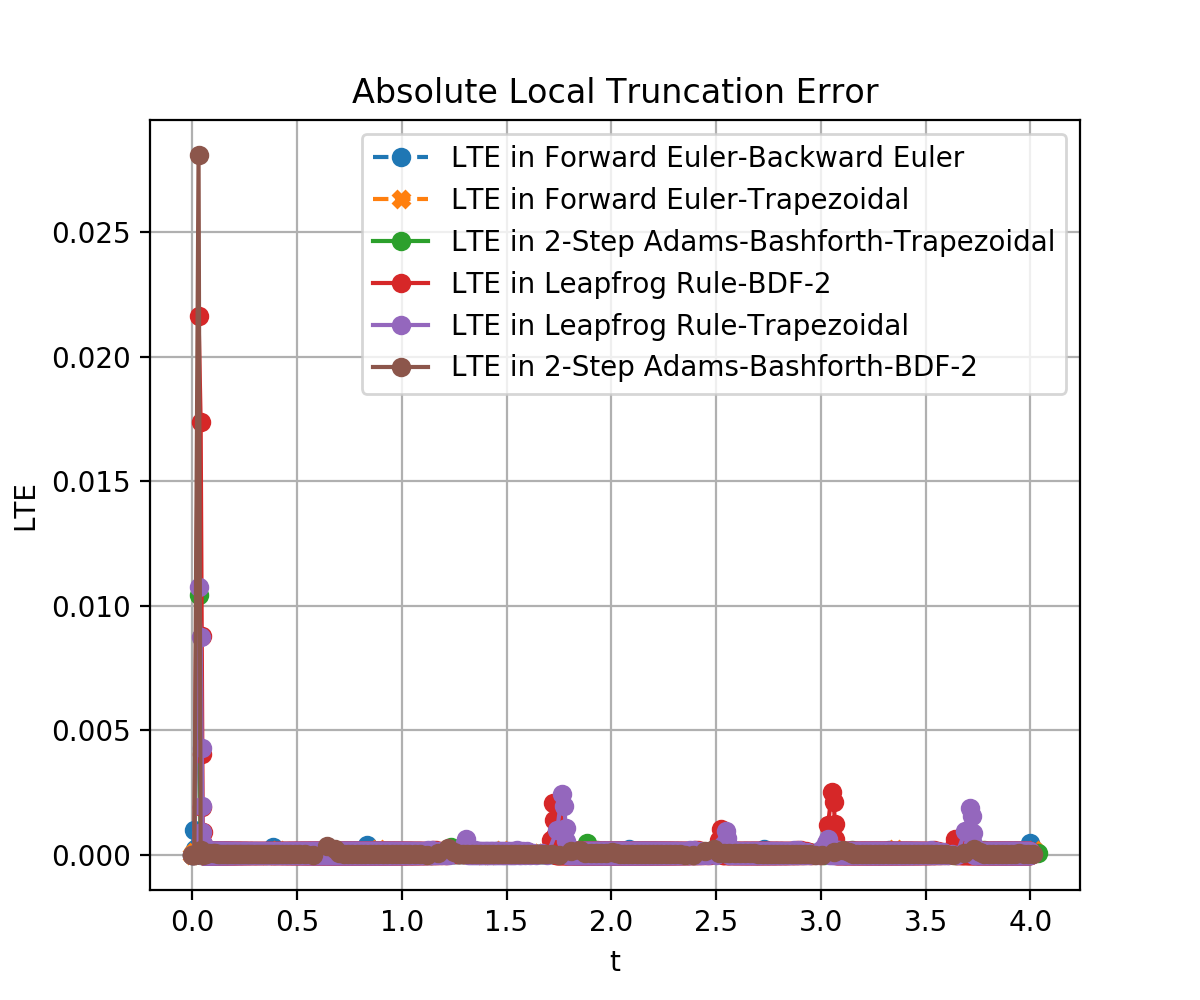 Absolute Local Truncation Error
LTE in Forward Euler-Backward Euler
LTE in Forward Euler-Trapezoidal
LTE in 2-Step Adams-Bashforth-Trapezoidal
LTE in Leapfrog Rule-BDF-2
LTE in Leapfrog Rule-Trapezoidal
LTE in 2-Step Adams-Bashforth-BDF-2
LTE
0.025
0.020
0.015
0.010
0.005
0.000
0.0 0.5 1.0 1.5 2.0 2.5 3.0 3.5 4.0
t